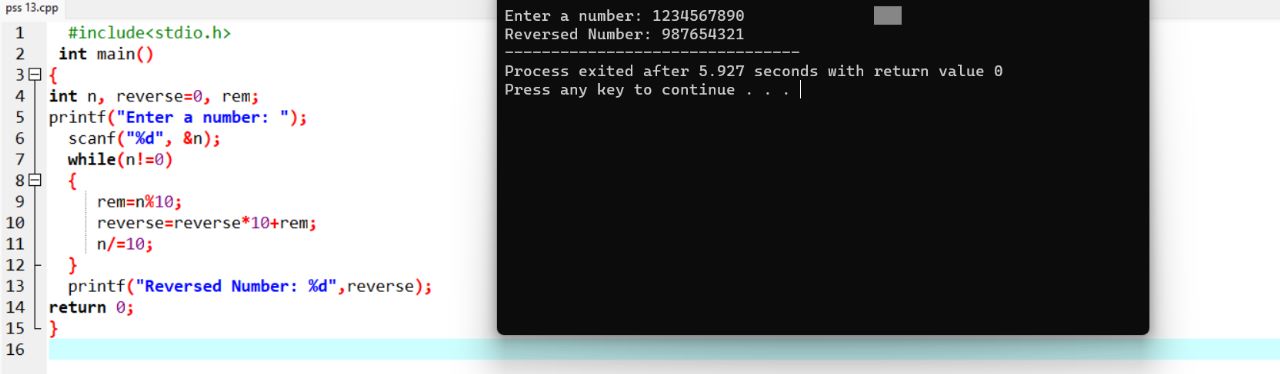 pss 13.cpp
1 #include<stdio.h>
2 int main()
3 {
4 int n, reverse=0, rem;
5 printf("Enter a number: ");
6 scanf("%d", &n);
7 while(n!=0)
8 {
9 rem=n%10;
10 reverse=reverse*10+rem;
11 n/=10;
12 }
13 printf("Reversed Number: %d",reverse);
14 return 0;
15 }
16
Enter a number: 1234567890
Reversed Number: 987654321
--------------------------------
Process exited after 5.927 seconds with return value 0
Press any key to continue . . .